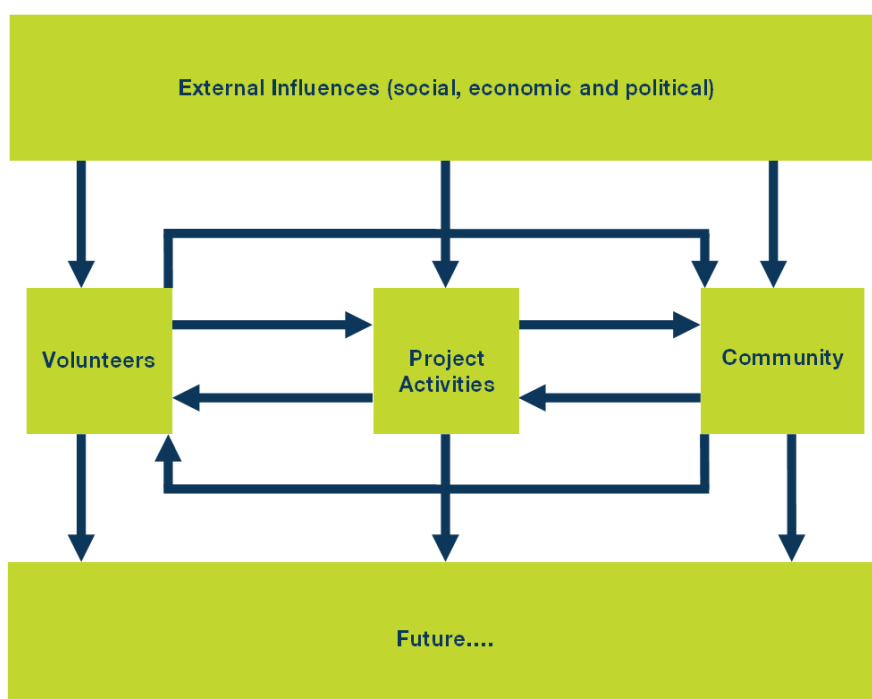 External Influences (social, economic and political)
Volunteers
Project
Activities
Community
Future....